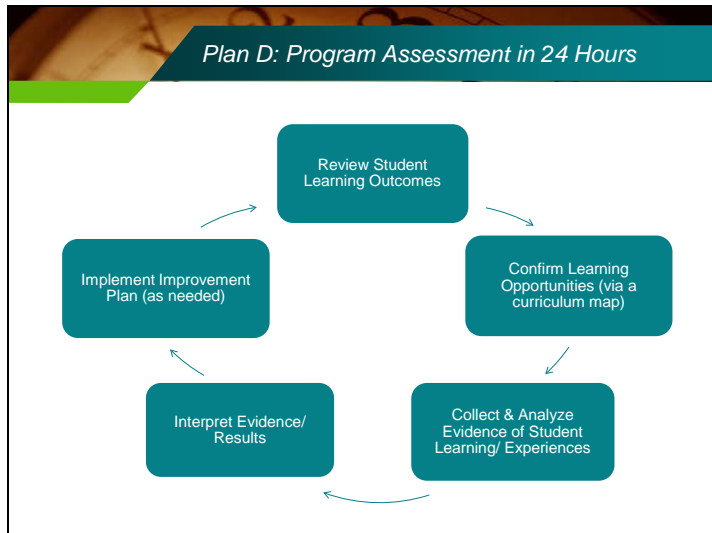 Plan D: Program Assessment in 24 Hours
Review Student
Learning Outcomes
Confirm Learning
Opportunities (via a
curriculum map)
Collect & Analyze
Evidence of Student
Learning/ Experiences
Interpret Evidence/
Results
Implement Improvement
Plan (as needed)